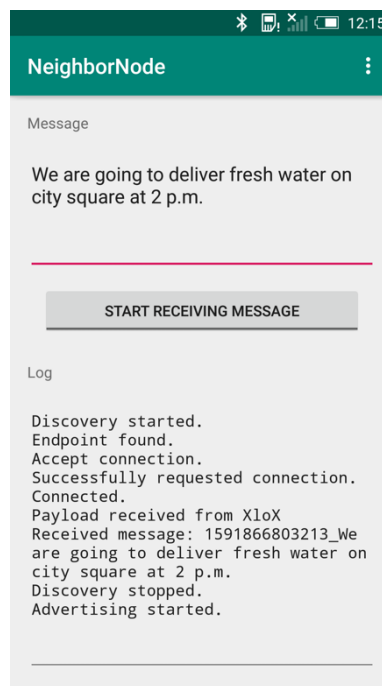 12:15
NeighborNode
Message
We are going to deliver fresh water on
city square at 2 p.m.
START RECEIVING MESSAGE
Log
Discovery started.
Endpoint found.
Accept connection.
Successfully requested connection.
Connected.
Payload received from XloX
Received message: 1591866803213_We
are going to deliver fresh water on
city square at 2 p.m.
Discovery stopped.
Advertising started.